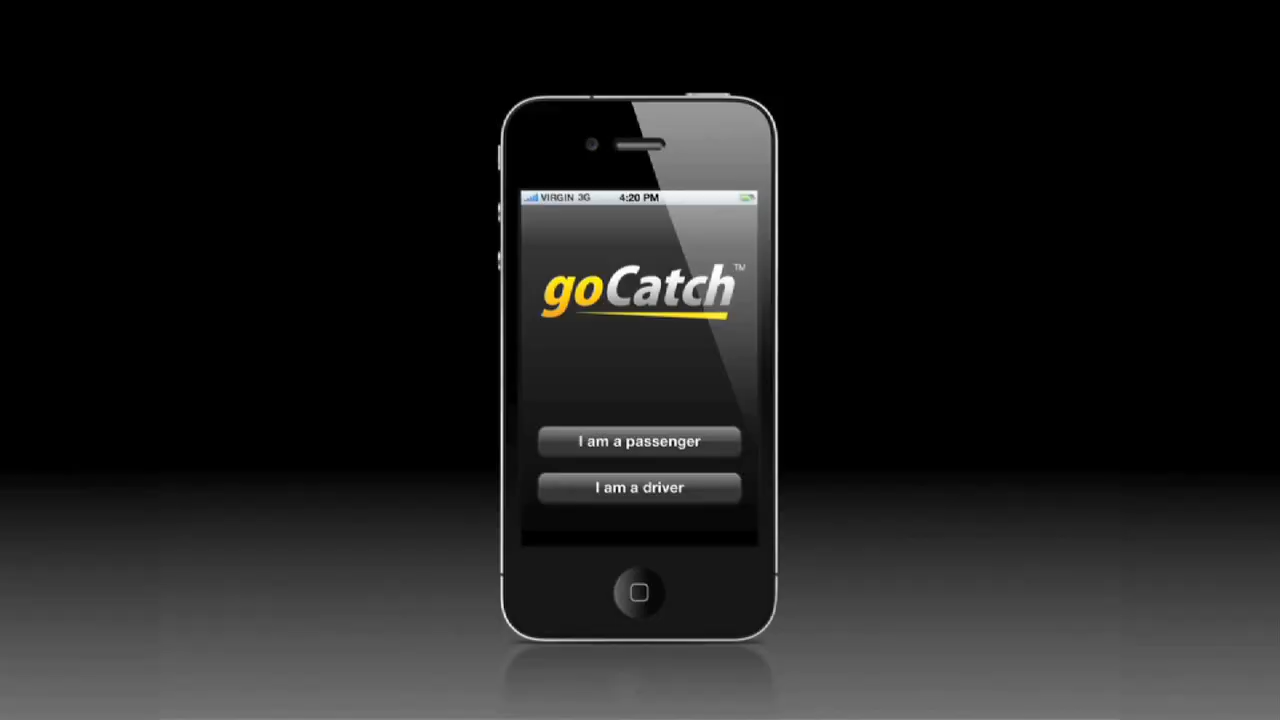 VIRGIN 3G 4:20 PM
goCatch™
I am a passenger
I am a driver